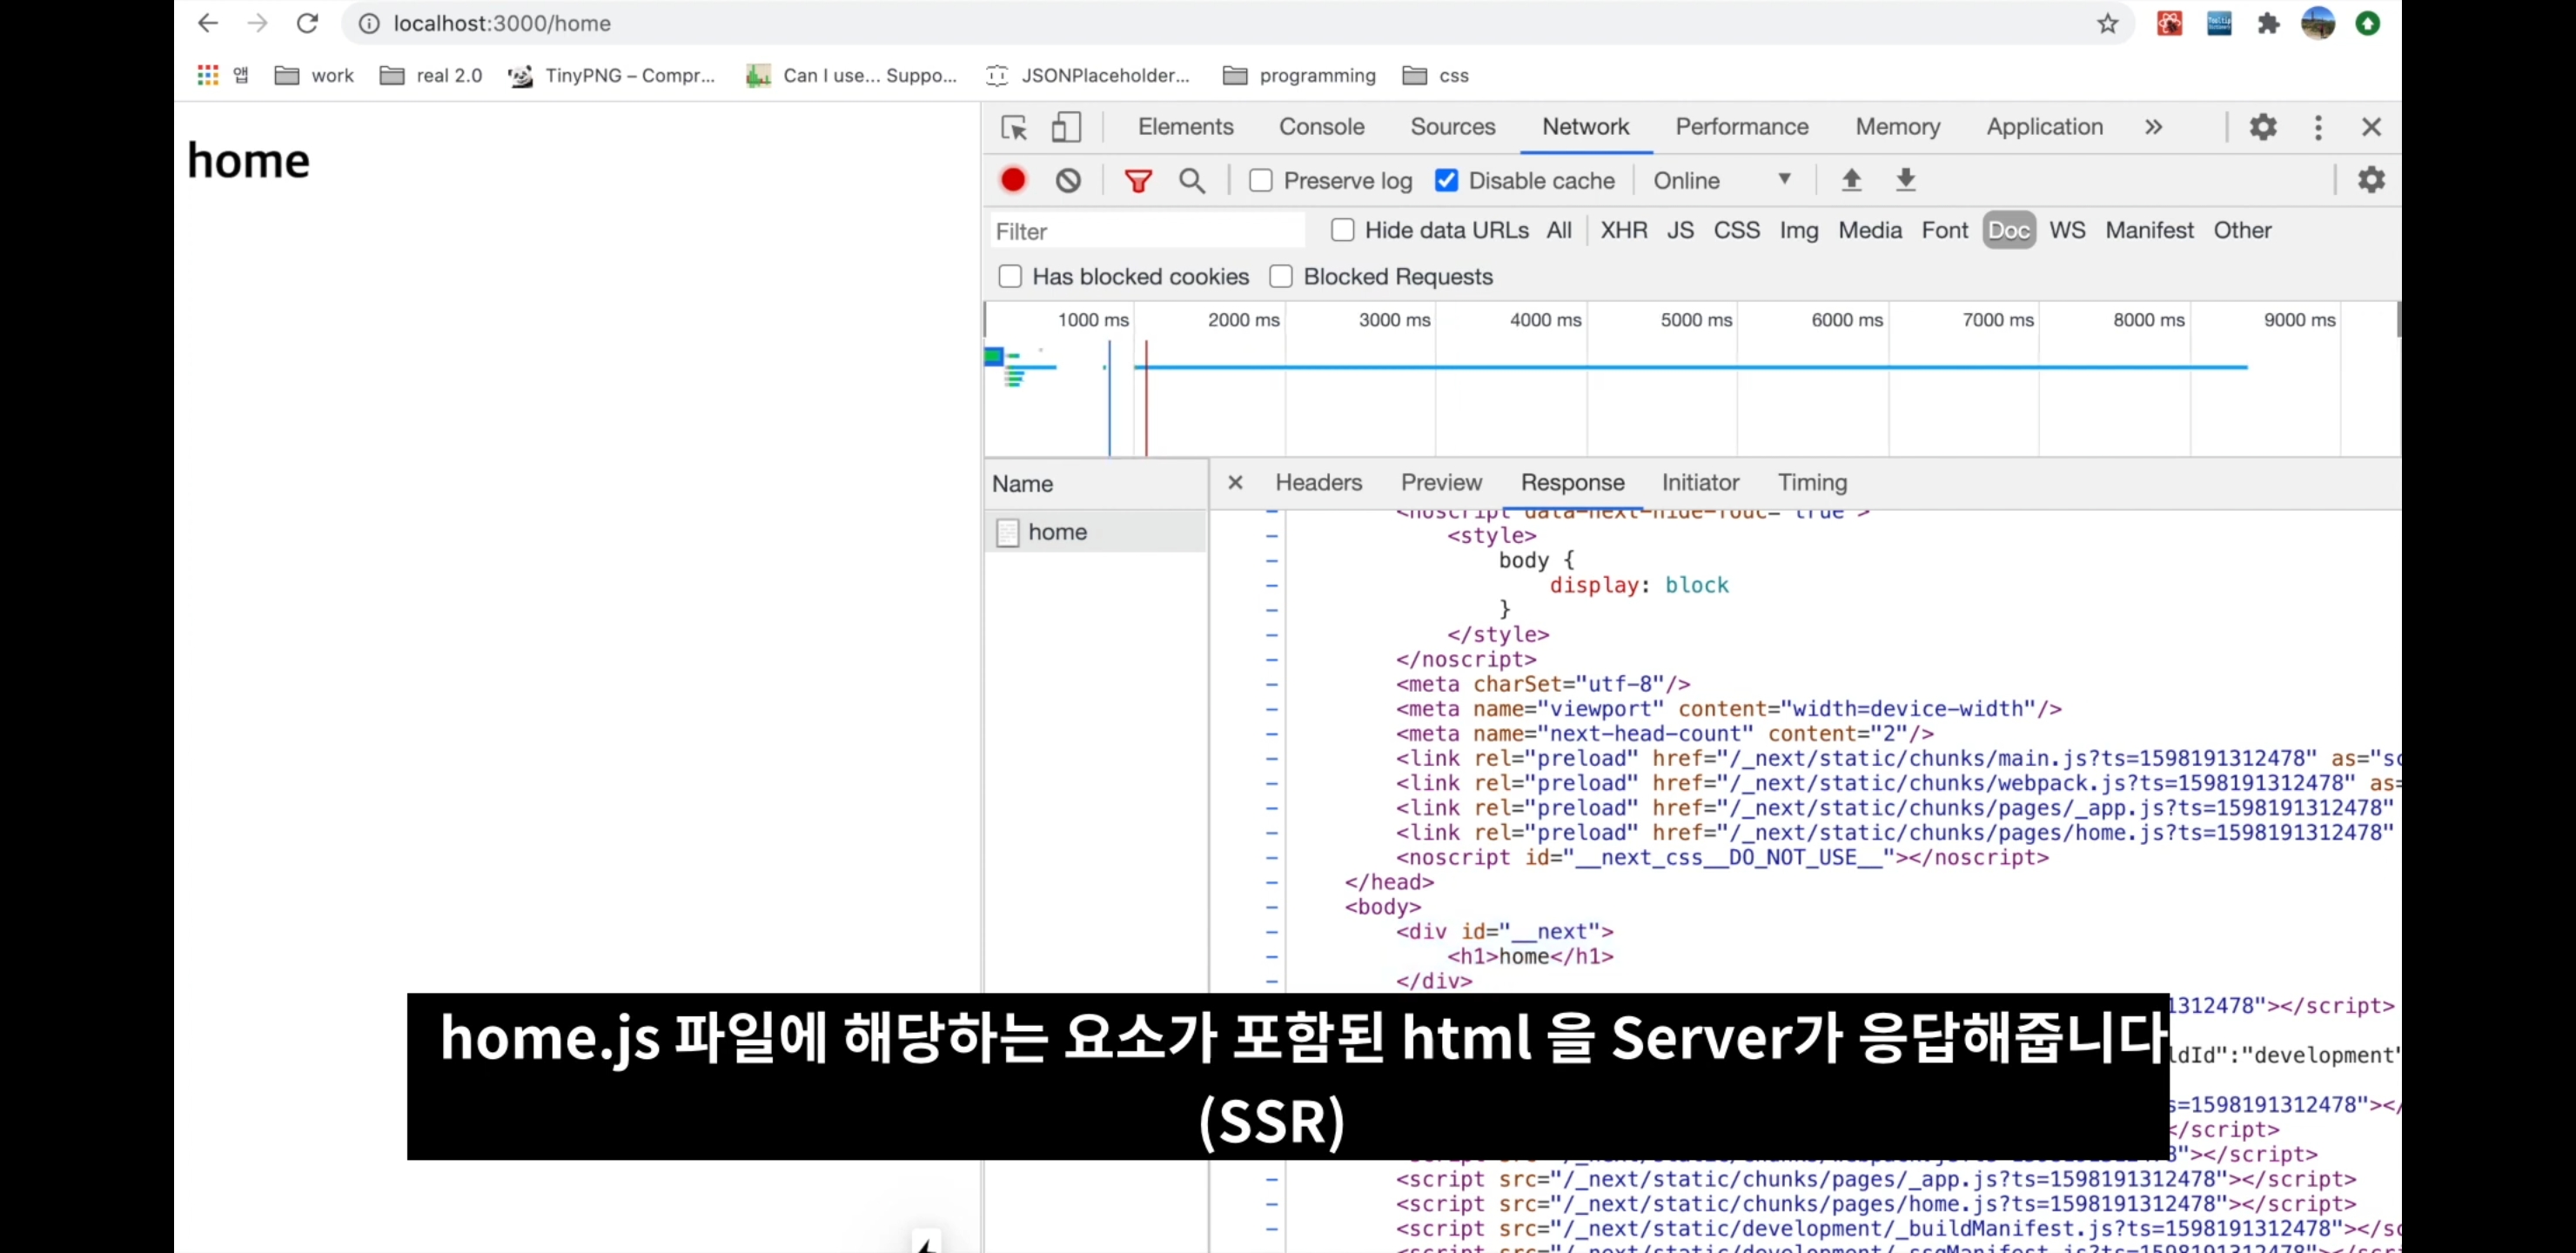 localhost:3000/home
앱 work real 2.0 TinyPNG – Compr... Can I use... Suppo... JSONPlaceholder... programming css
home
Elements Console Sources Network Performance Memory Application »
Preserve log Disable cache Online
Filter Hide data URLs All XHR JS CSS Img Media Font Doc WS Manifest Other
Has blocked cookies Blocked Requests
1000 ms 2000 ms 3000 ms 4000 ms 5000 ms 6000 ms 7000 ms 8000 ms 9000 ms
Name
home
× Headers Preview Response Initiator Timing
<noscript data-next-hide-fouc="true">
<style>
body {
display: block
}
</style>
</noscript>
<meta charSet="utf-8"/>
<meta name="viewport" content="width=device-width"/>
<meta name="next-head-count" content="2"/>
<link rel="preload" href="/_next/static/chunks/main.js?ts=1598191312478" as="sc
<link rel="preload" href="/_next/static/chunks/webpack.js?ts=1598191312478" as=
<link rel="preload" href="/_next/static/chunks/pages/_app.js?ts=1598191312478"
<link rel="preload" href="/_next/static/chunks/pages/home.js?ts=1598191312478"
<noscript id="__next_css__DO_NOT_USE__"></noscript>
</head>
<body>
<div id="__next">
<h1>home</h1>
</div>
1312478"></script>
ldId":"development"
s=1598191312478"></
</script>
8"></script>
<script src="/_next/static/chunks/pages/_app.js?ts=1598191312478"></script>
<script src="/_next/static/chunks/pages/home.js?ts=1598191312478"></script>
<script src="/_next/static/development/_buildManifest.js?ts=1598191312478"></sc
home.js 파일에 해당하는 요소가 포함된 html 을 Server가 응답해줍니다
(SSR)